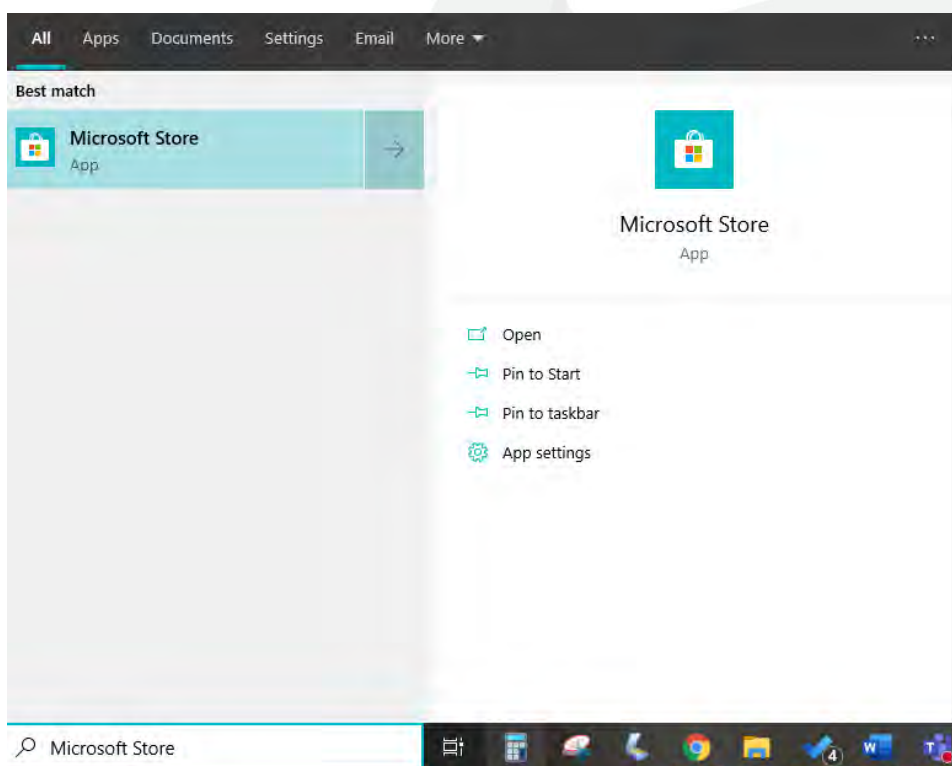 All Apps Documents Settings Email More
Best match
Microsoft Store
App
Microsoft Store
App
Open
Pin to Start
Pin to taskbar
App settings
Microsoft Store
4
W
T